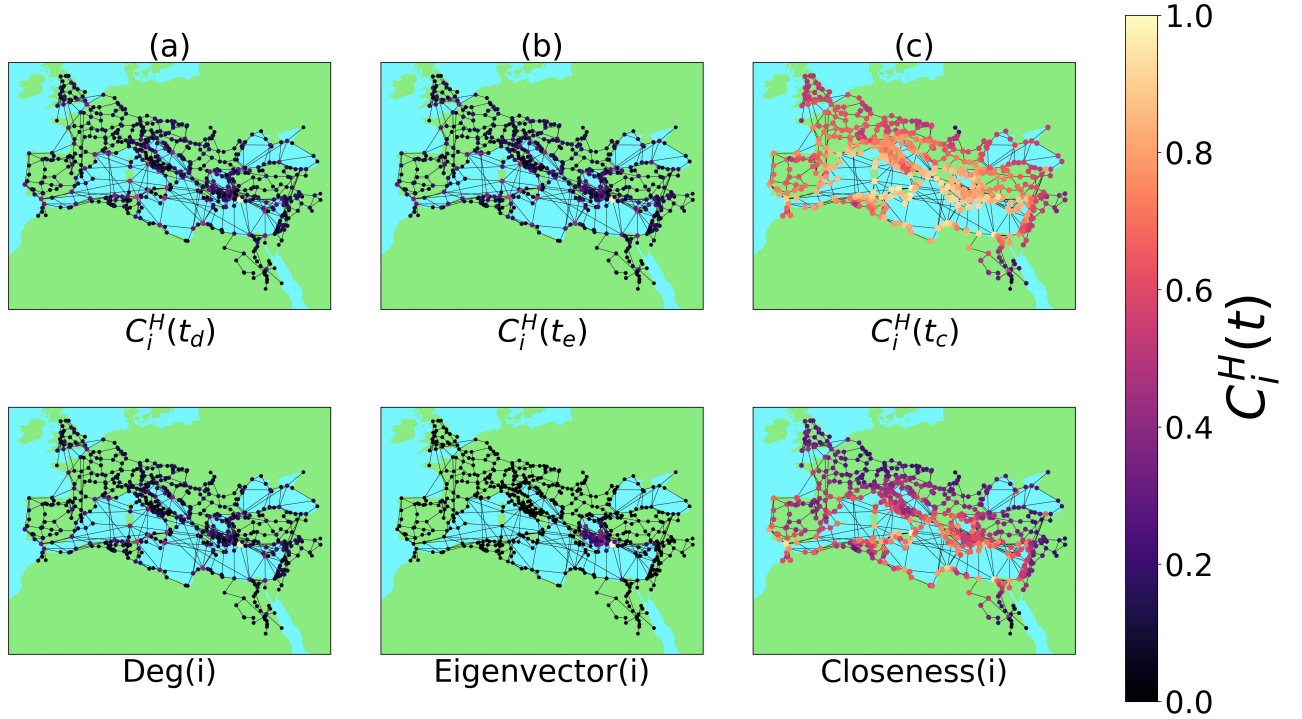 (a) (b) (c)
C_i^H(t_d) C_i^H(t_e) C_i^H(t_c)
Deg(i) Eigenvector(i) Closeness(i)
1.0
0.8
0.6
0.4
0.2
0.0
C_i^H(t)